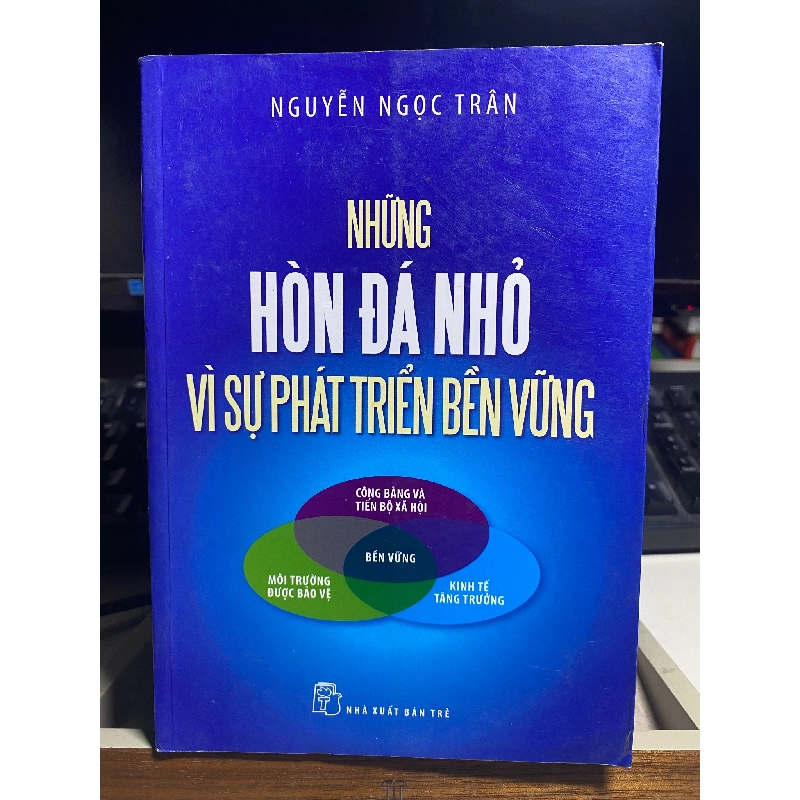 NGUYỄN NGỌC TRÂN
NHỮNG
HÒN ĐÁ NHỎ
VÌ SỰ PHÁT TRIỂN BỀN VỮNG
CÔNG BẰNG VÀ
TIẾN BỘ XÃ HỘI
BỀN VỮNG
MÔI TRƯỜNG
ĐƯỢC BẢO VỆ
KINH TẾ
TĂNG TRƯỞNG
NHÀ XUẤT BẢN TRẺ